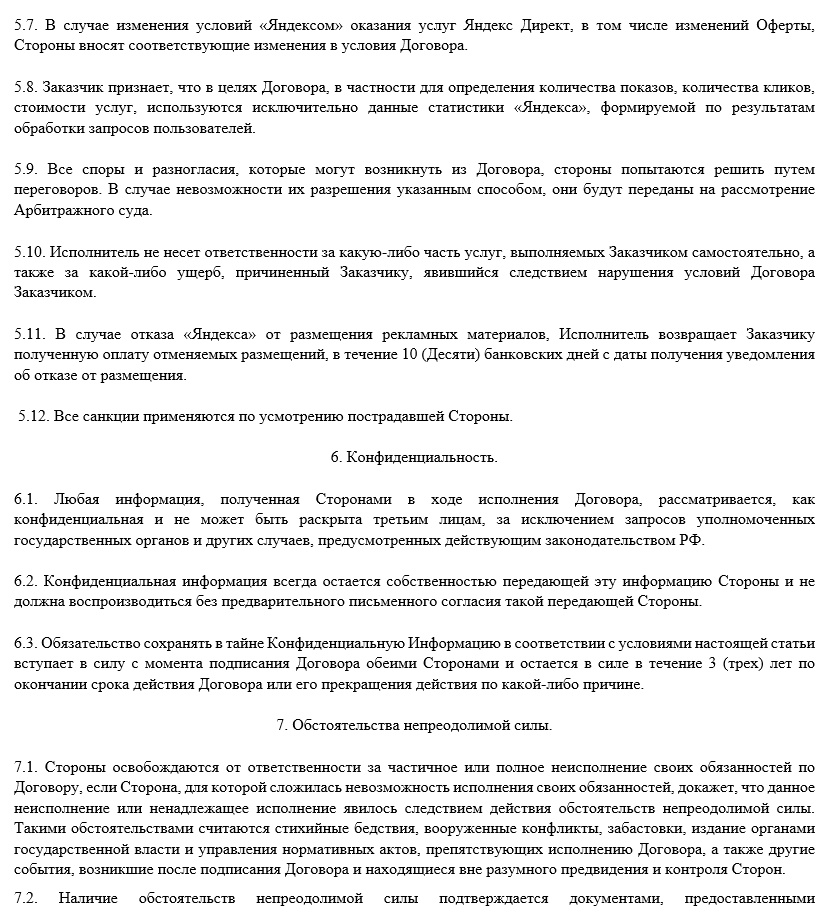 5.7. В случае изменения условий «Яндексом» оказания услуг Яндекс Директ, в том числе изменений Оферты,
Стороны вносят соответствующие изменения в условия Договора.
5.8. Заказчик признает, что в целях Договора, в частности для определения количества показов, количества кликов,
стоимости услуг, используются исключительно данные статистики «Яндекса», формируемой по результатам
обработки запросов пользователей.
5.9. Все споры и разногласия, которые могут возникнуть из Договора, стороны попытаются решить путем
переговоров. В случае невозможности их разрешения указанным способом, они будут переданы на рассмотрение
Арбитражного суда.
5.10. Исполнитель не несет ответственности за какую-либо часть услуг, выполняемых Заказчиком самостоятельно, а
также за какой-либо ущерб, причиненный Заказчику, явившийся следствием нарушения условий Договора
Заказчиком.
5.11. В случае отказа «Яндекса» от размещения рекламных материалов, Исполнитель возвращает Заказчику
полученную оплату отменяемых размещений, в течение 10 (Десяти) банковских дней с даты получения уведомления
об отказе от размещения.
5.12. Все санкции применяются по усмотрению пострадавшей Стороны.
6. Конфиденциальность.
6.1. Любая информация, полученная Сторонами в ходе исполнения Договора, рассматривается, как
конфиденциальная и не может быть раскрыта третьим лицам, за исключением запросов уполномоченных
государственных органов и других случаев, предусмотренных действующим законодательством РФ.
6.2. Конфиденциальная информация всегда остается собственностью передающей эту информацию Стороны и не
должна воспроизводиться без предварительного письменного согласия такой передающей Стороны.
6.3. Обязательство сохранять в тайне Конфиденциальную Информацию в соответствии с условиями настоящей статьи
вступает в силу с момента подписания Договора обеими Сторонами и остается в силе в течение 3 (трех) лет по
окончании срока действия Договора или его прекращения действия по какой-либо причине.
7. Обстоятельства непреодолимой силы.
7.1. Стороны освобождаются от ответственности за частичное или полное неисполнение своих обязанностей по
Договору, если Сторона, для которой сложилась невозможность исполнения своих обязанностей, докажет, что данное
неисполнение или ненадлежащее исполнение явилось следствием действия обстоятельств непреодолимой силы.
Такими обстоятельствами считаются стихийные бедствия, вооруженные конфликты, забастовки, издание органами
государственной власти и управления нормативных актов, препятствующих исполнению Договора, а также другие
события, возникшие после подписания Договора и находящиеся вне разумного предвидения и контроля Сторон.
7.2. Наличие обстоятельств непреодолимой силы подтверждается документами, предоставленными